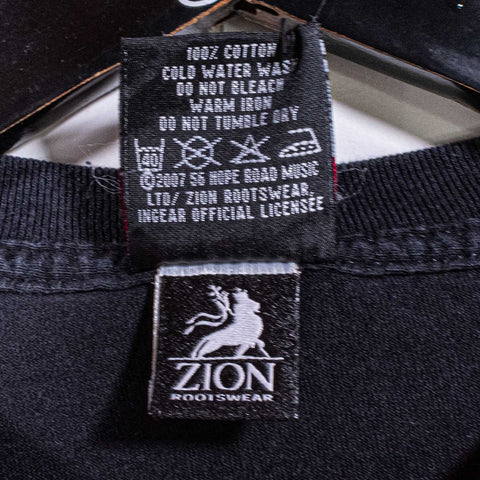 100% COTTON
COLD WATER WASH
DO NOT BLEACH
WARM IRON
DO NOT TUMBLE DRY
40
©2007 56 HOPE ROAD MUSIC
LTD/ ZION ROOTSWEAR,
INGEAR OFFICIAL LICENSEE
ZION
ROOTSWEAR